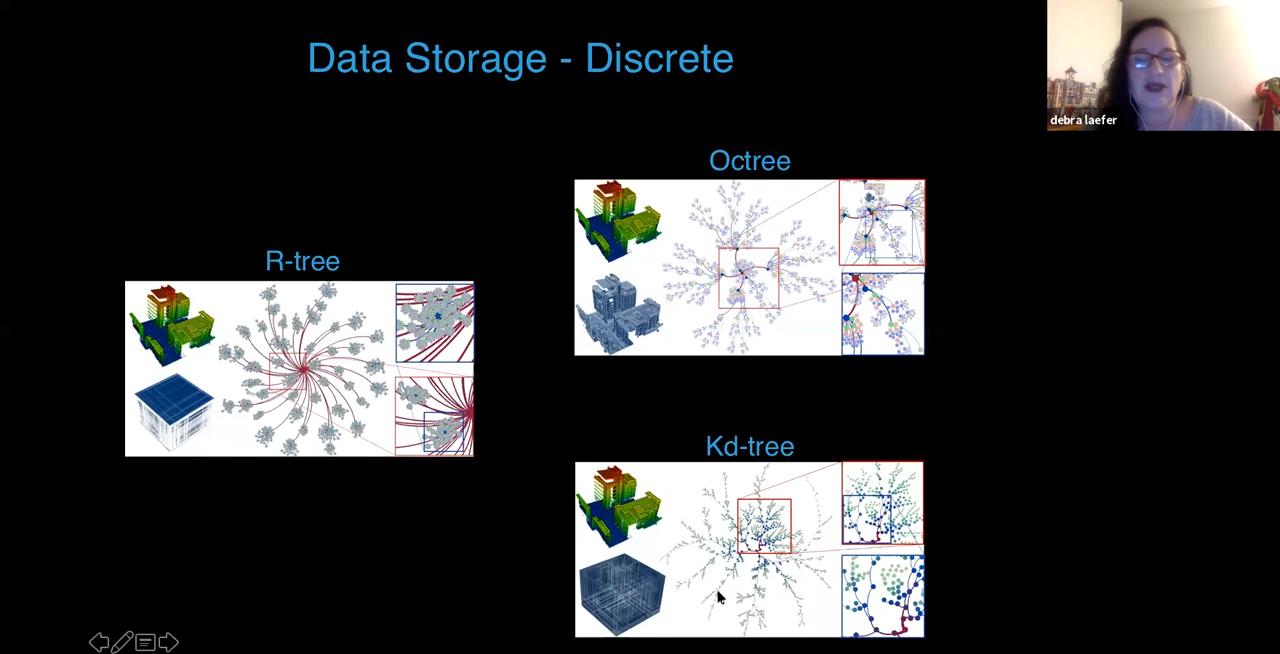 Data Storage - Discrete
debra laefer
Octree
R-tree
Kd-tree